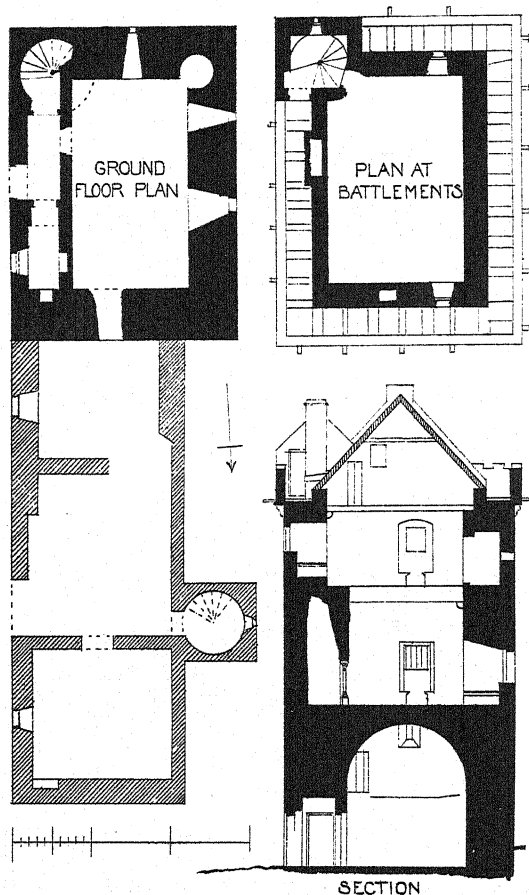 GROUND
FLOOR PLAN
PLAN AT
BATTLEMENTS
SECTION